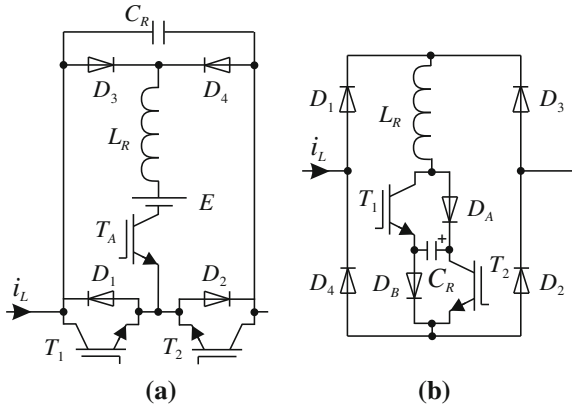 C_R
D_3 D_4
L_R
E
T_A
D_1 D_2
i_L
T_1 T_2
(a)
D_1 L_R D_3
i_L
T_1 D_A
+
T_2
D_4 D_B C_R D_2
(b)